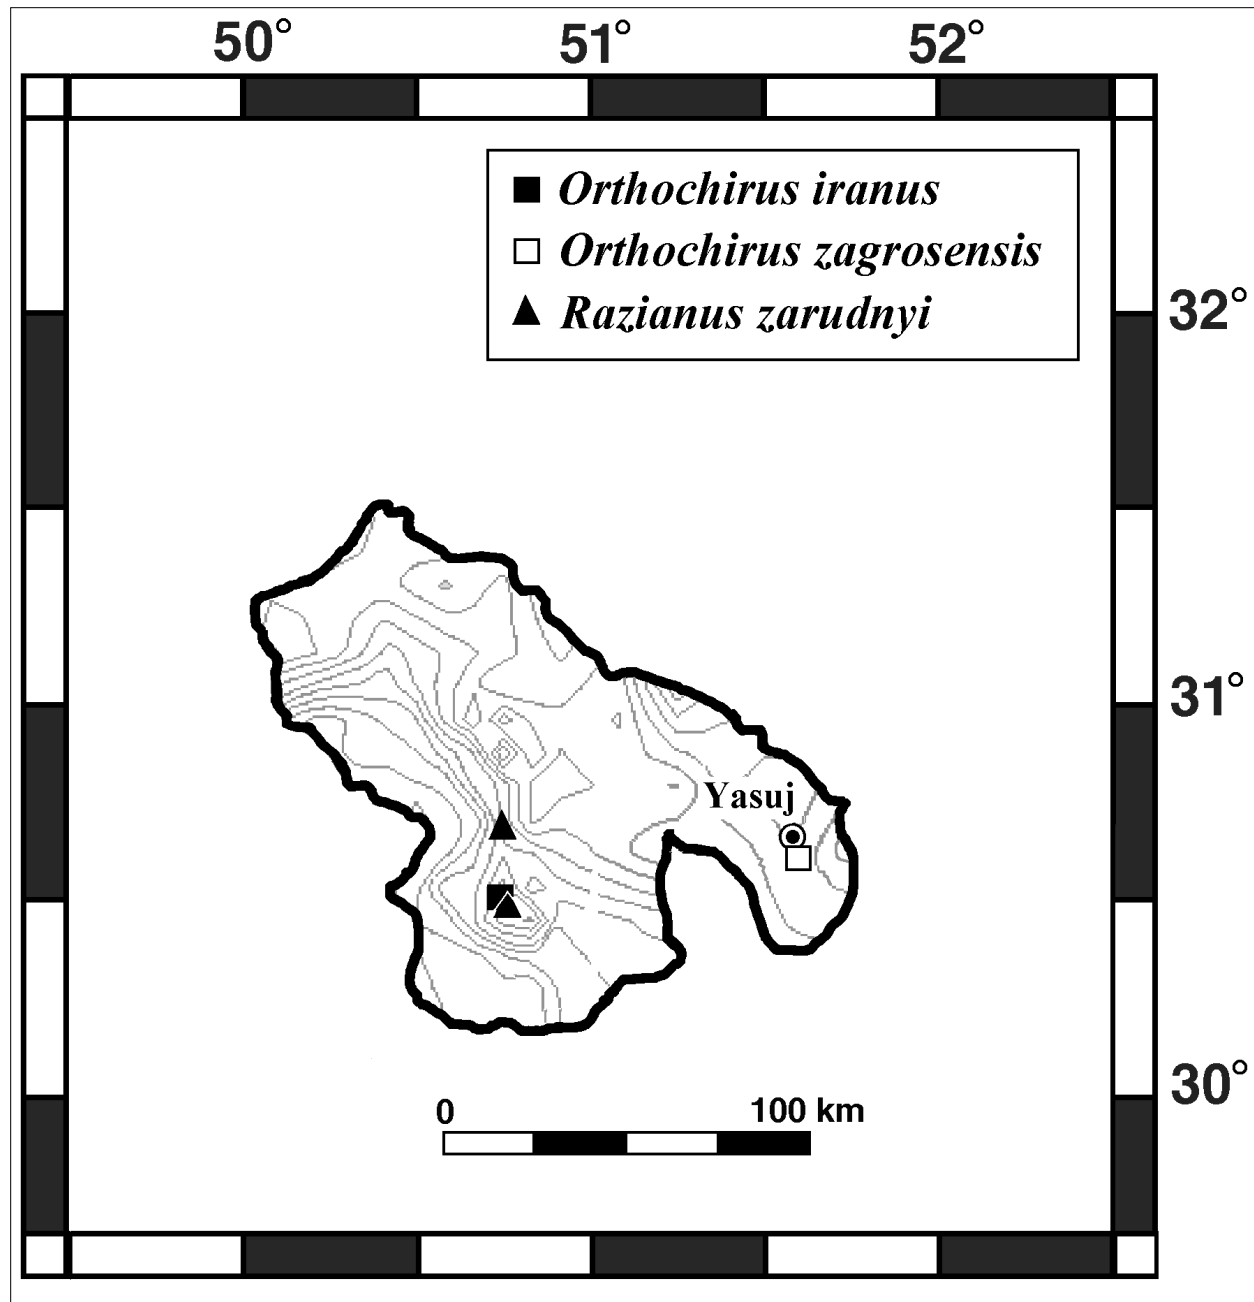 50° 51° 52°
Orthochirus iranus
Orthochirus zagrosensis
Razianus zarudnyi
32°
31°
Yasuj
30°
0 100 km